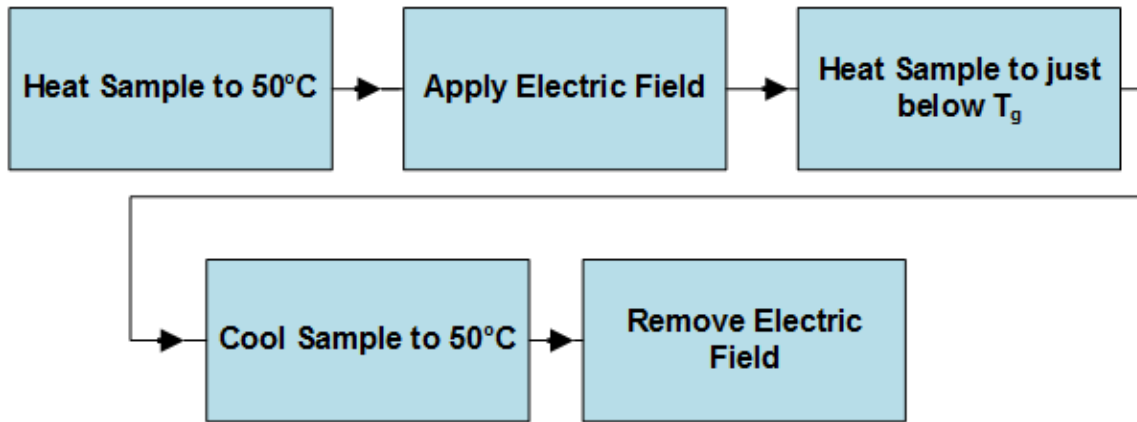 Heat Sample to 50°C
Apply Electric Field
Heat Sample to just
below Tg
Cool Sample to 50°C
Remove Electric
Field